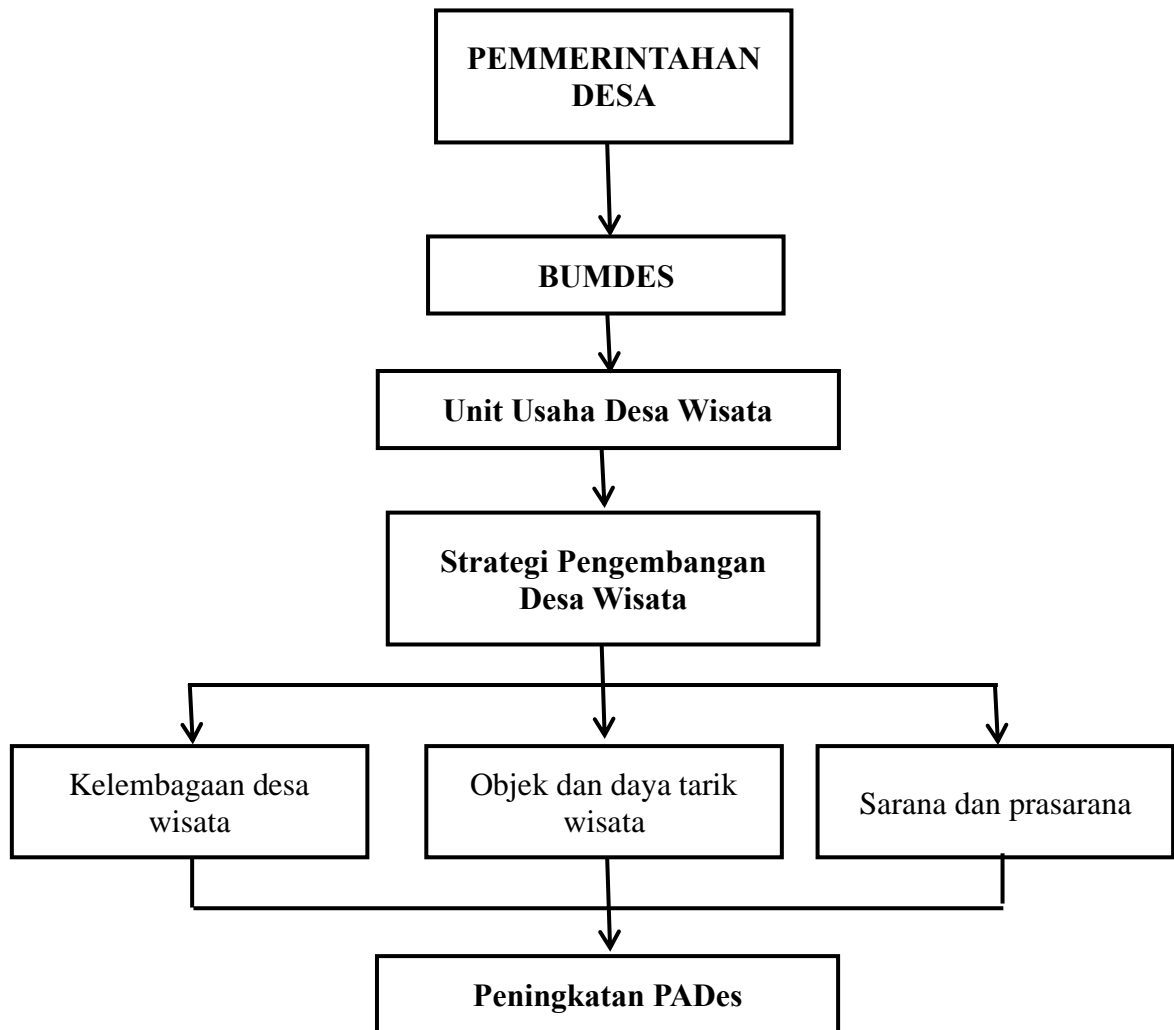 PEMMERINTAHAN
DESA
BUMDES
Unit Usaha Desa Wisata
Strategi Pengembangan
Desa Wisata
Kelembagaan desa
wisata
Objek dan daya tarik
wisata
Sarana dan prasarana
Peningkatan PADes